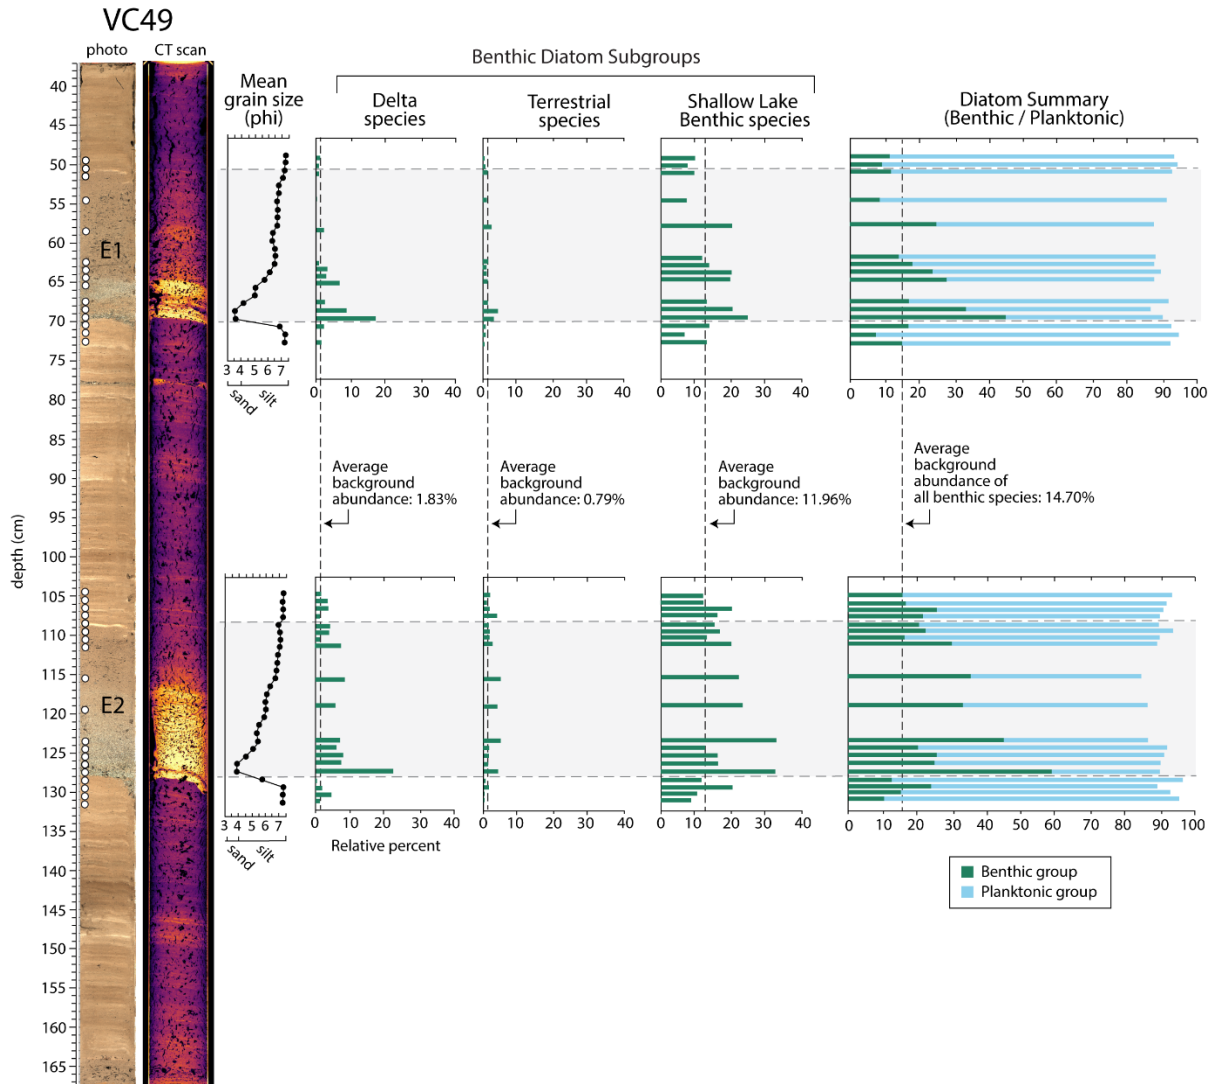 VC49
photo
CT scan
Mean
grain size
(phi)
Benthic Diatom Subgroups
Delta
species
Terrestrial
species
Shallow Lake
Benthic species
Diatom Summary
(Benthic / Planktonic)
depth (cm)
40
45
50
55
60
65
70
75
80
85
90
95
100
105
110
115
120
125
130
135
140
145
150
155
160
165
E1
E2
3 4 5 6 7
sand silt
0 10 20 30 40
0 10 20 30 40
0 10 20 30 40
0 10 20 30 40 50 60 70 80 90 100
Average
background
abundance: 1.83%
Average
background
abundance: 0.79%
Average
background
abundance: 11.96%
Average
background
abundance of
all benthic species: 14.70%
3 4 5 6 7
sand silt
0 10 20 30 40
0 10 20 30 40
0 10 20 30 40
0 10 20 30 40 50 60 70 80 90 100
Relative percent
Benthic group
Planktonic group